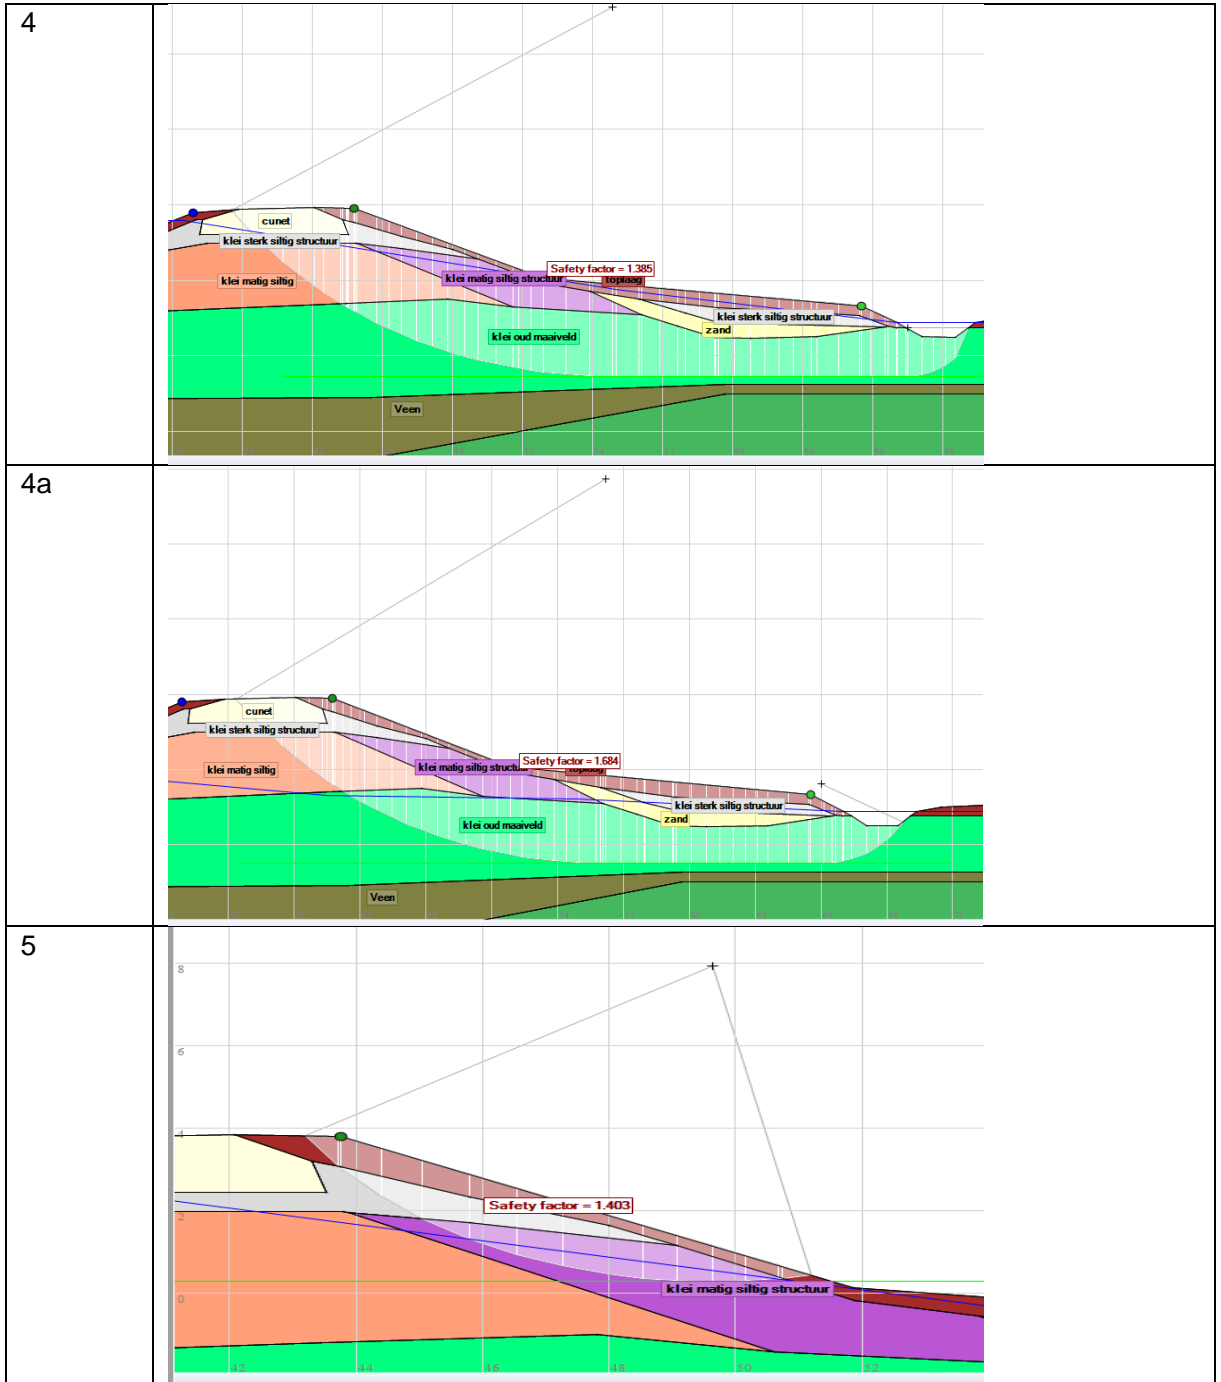 4
cunet
klei sterk siltig structuur
klei matig siltig
Safety factor = 1.385
klei matig siltig structuur
toplaag
klei sterk siltig structuur
zand
klei oud maaiveld
Veen
4a
cunet
klei sterk siltig structuur
klei matig siltig
Safety factor = 1.684
klei matig siltig structuur
toplaag
klei sterk siltig structuur
zand
klei oud maaiveld
Veen
5
8
6
4
Safety factor = 1.403
2
klei matig siltig structuur
0
42 44 46 48 50 52